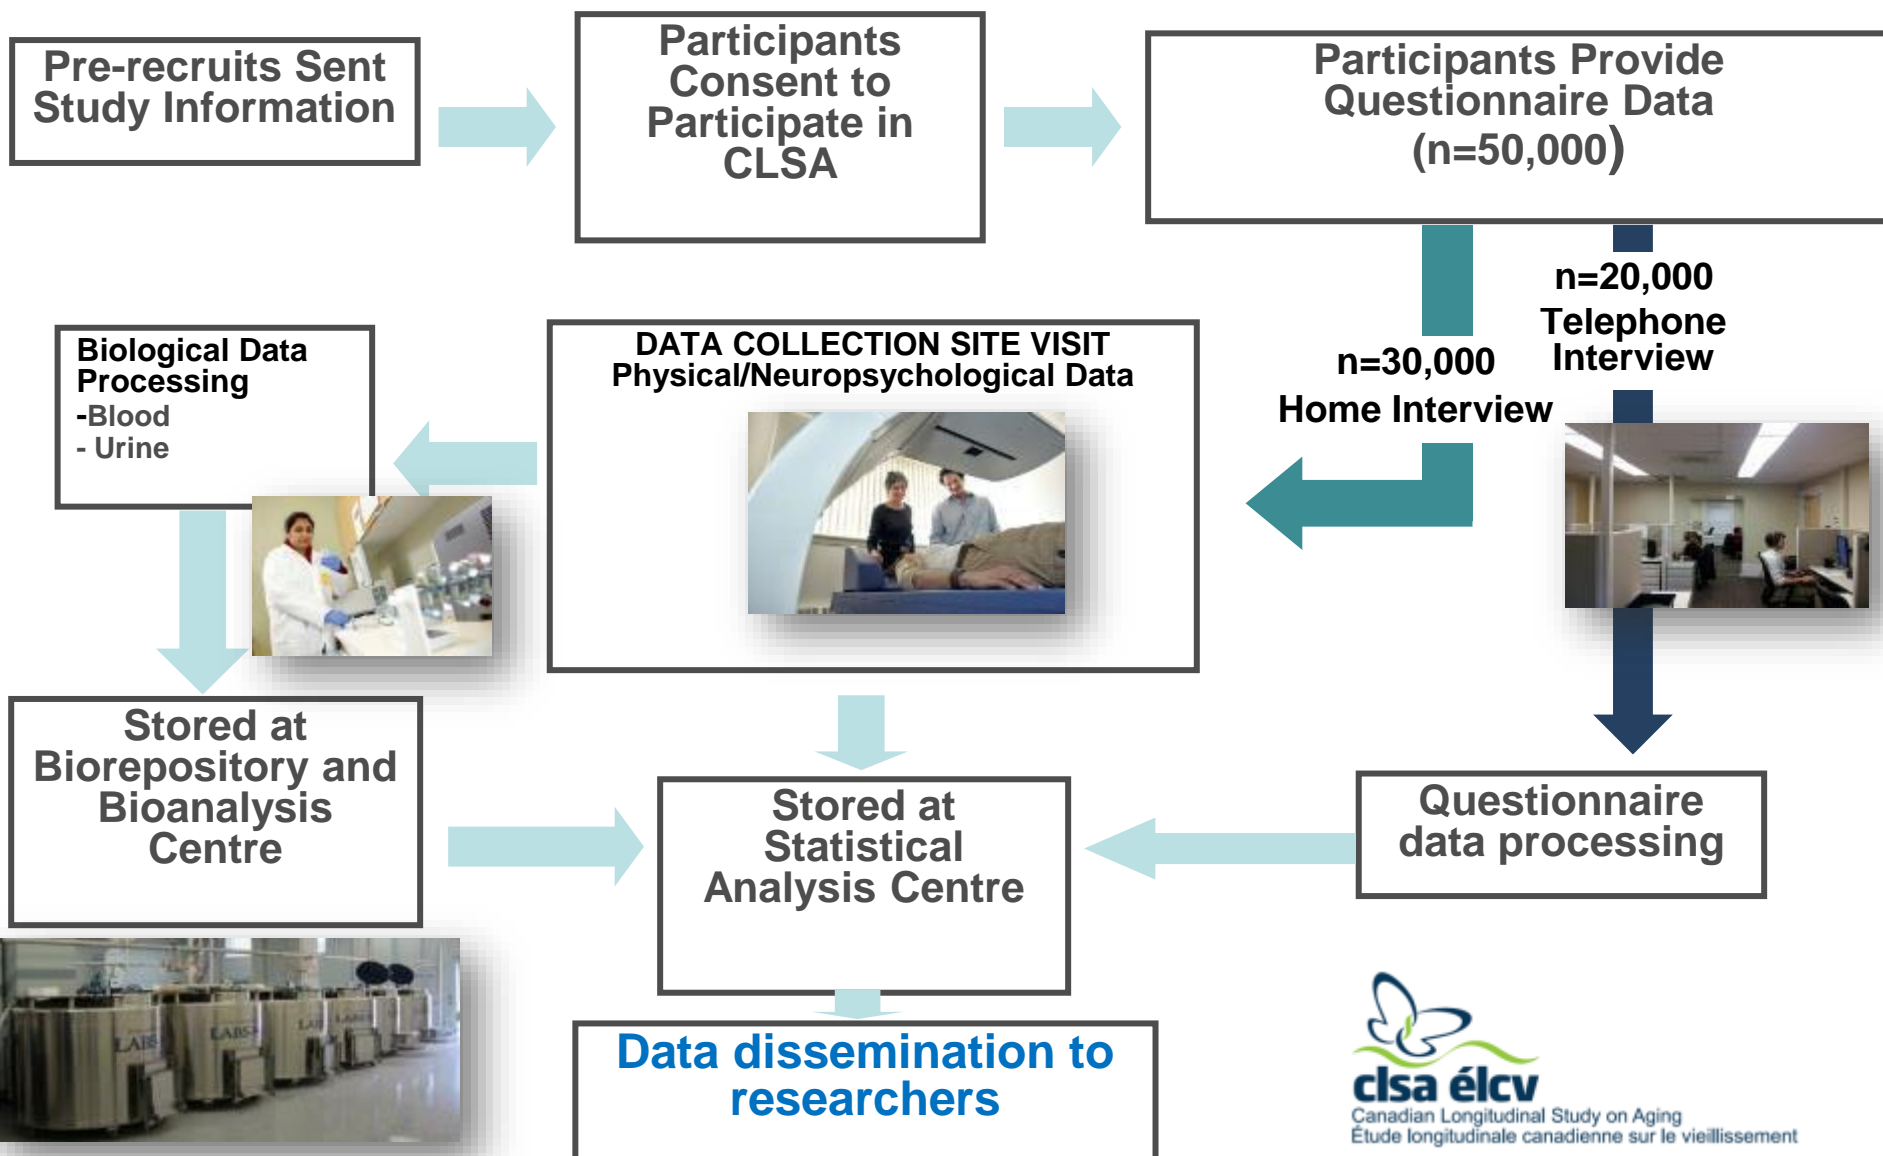 Pre-recruits Sent
Study Information
Participants
Consent to
Participate in
CLSA
Participants Provide
Questionnaire Data
(n=50,000)
n=20,000
Telephone
Interview
n=30,000
Home Interview
DATA COLLECTION SITE VISIT
Physical/Neuropsychological Data
Biological Data
Processing
-Blood
- Urine
Stored at
Biorepository and
Bioanalysis
Centre
Stored at
Statistical
Analysis Centre
Questionnaire
data processing
Data dissemination to
researchers
clsa élcv
Canadian Longitudinal Study on Aging
Étude longitudinale canadienne sur le vieillissement